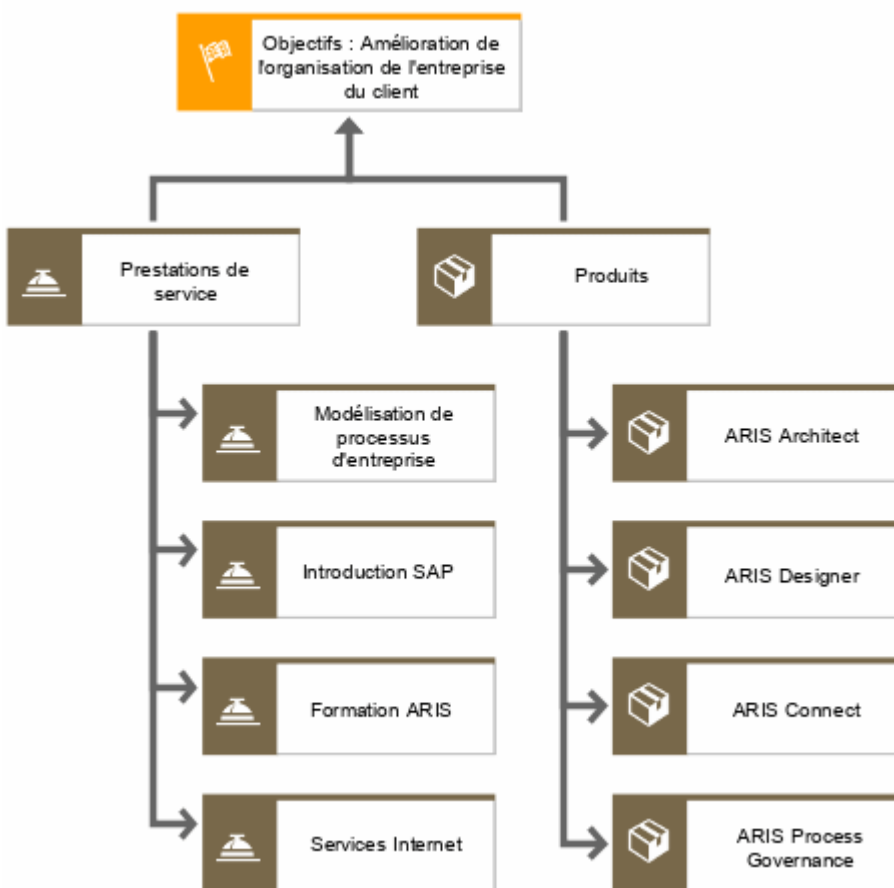 Objectifs : Amélioration de
l'organisation de l'entreprise
du client
Prestations de
service
Produits
Modélisation de
processus
d'entreprise
ARIS Architect
Introduction SAP
ARIS Designer
Formation ARIS
ARIS Connect
Services Internet
ARIS Process
Governance